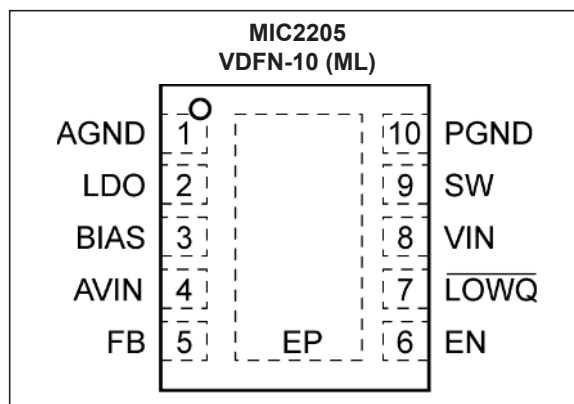 MIC2205
VDFN-10 (ML)
AGND 1 10 PGND
LDO 2 9 SW
BIAS 3 8 VIN
AVIN 4 7 L̅O̅W̅Q̅
FB 5 EP 6 EN